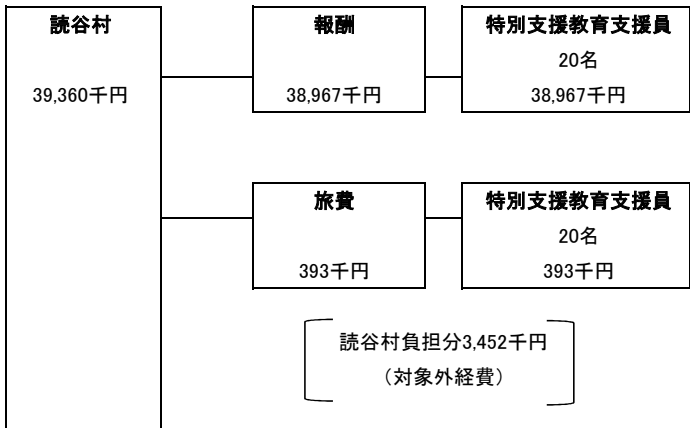 読谷村
39,360千円
報酬
38,967千円
特別支援教育支援員
20名
38,967千円
旅費
393千円
特別支援教育支援員
20名
393千円
読谷村負担分3,452千円
（対象外経費）